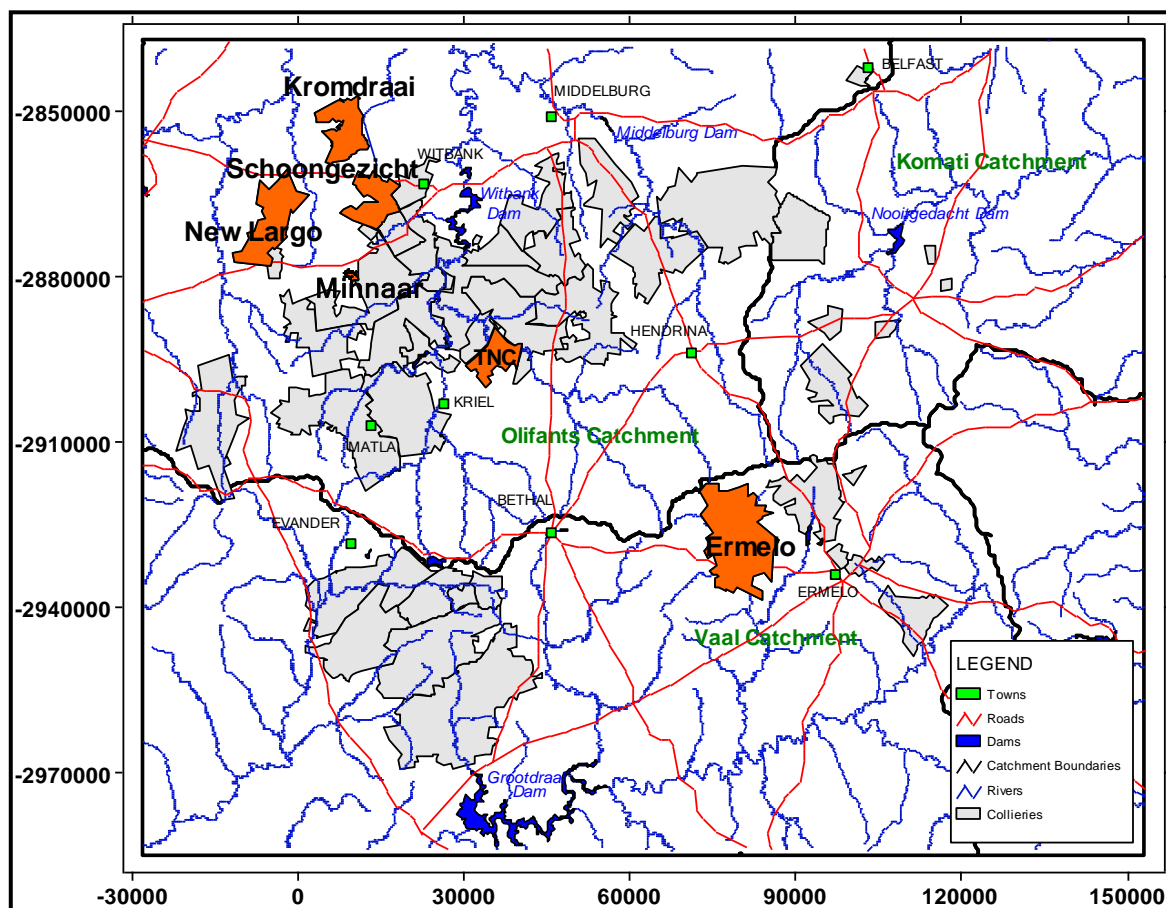 BELFAST
Kromdraai
MIDDELBURG
-2850000
Middelburg Dam
WITBANK
Komati Catchment
Schoongezicht
Witbank
Dam
Nooitgedacht Dam
New Largo
-2880000
Minnaar
HENDRINA
TNC
KRIEL
Olifants Catchment
-2910000
MATLA
BETHAL
EVANDER
Ermelo
ERMELO
-2940000
Vaal Catchment
LEGEND
Towns
Roads
Dams
Catchment Boundaries
Rivers
Collieries
-2970000
Grootdraai
Dam
-30000 0 30000 60000 90000 120000 150000